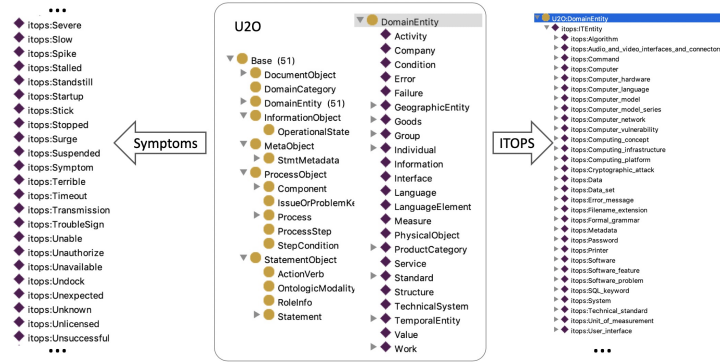 itops:Severe
itops:Slow
itops:Spike
itops:Stalled
itops:Standstill
itops:Startup
itops:Stick
itops:Stopped
itops:Surge
itops:Suspended
itops:Symptom
itops:Terrible
itops:Timeout
itops:Transmission
itops:TroubleSign
itops:Unable
itops:Unauthorize
itops:Unavailable
itops:Undock
itops:Unexpected
itops:Unknown
itops:Unlicensed
itops:Unsuccessful
Symptoms
U2O
Base (51)
DocumentObject
DomainCategory
DomainEntity (51)
InformationObject
OperationalState
MetaObject
StmtMetadata
ProcessObject
Component
IssueOrProblemKe
Process
ProcessStep
StepCondition
StatementObject
ActionVerb
OntologicModality
RoleInfo
Statement
DomainEntity
Activity
Company
Condition
Error
Failure
GeographicEntity
Goods
Group
Individual
Information
Interface
Language
LanguageElement
Measure
PhysicalObject
ProductCategory
Service
Standard
Structure
TechnicalSystem
TemporalEntity
Value
Work
ITOPS
U2O:DomainEntity
itops:ITEntity
itops:Algorithm
itops:Audio_and_video_interfaces_and_connectors
itops:Command
itops:Computer
itops:Computer_hardware
itops:Computer_language
itops:Computer_model
itops:Computer_model_series
itops:Computer_network
itops:Computer_vulnerability
itops:Computing_concept
itops:Computing_infrastructure
itops:Computing_platform
itops:Cryptographic_attack
itops:Data
itops:Data_set
itops:Error_message
itops:Filename_extension
itops:Formal_grammar
itops:Metadata
itops:Password
itops:Printer
itops:Software
itops:Software_feature
itops:Software_problem
itops:SQL_keyword
itops:System
itops:Technical_standard
itops:Unit_of_measurement
itops:User_interface